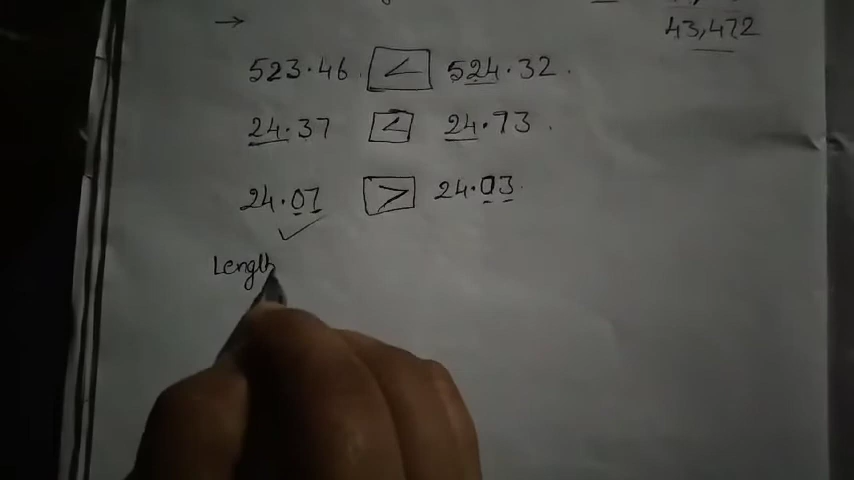 43,472
→
523.46 < 524.32.
24.37 < 24.73.
24.07 > 24.03.
Length